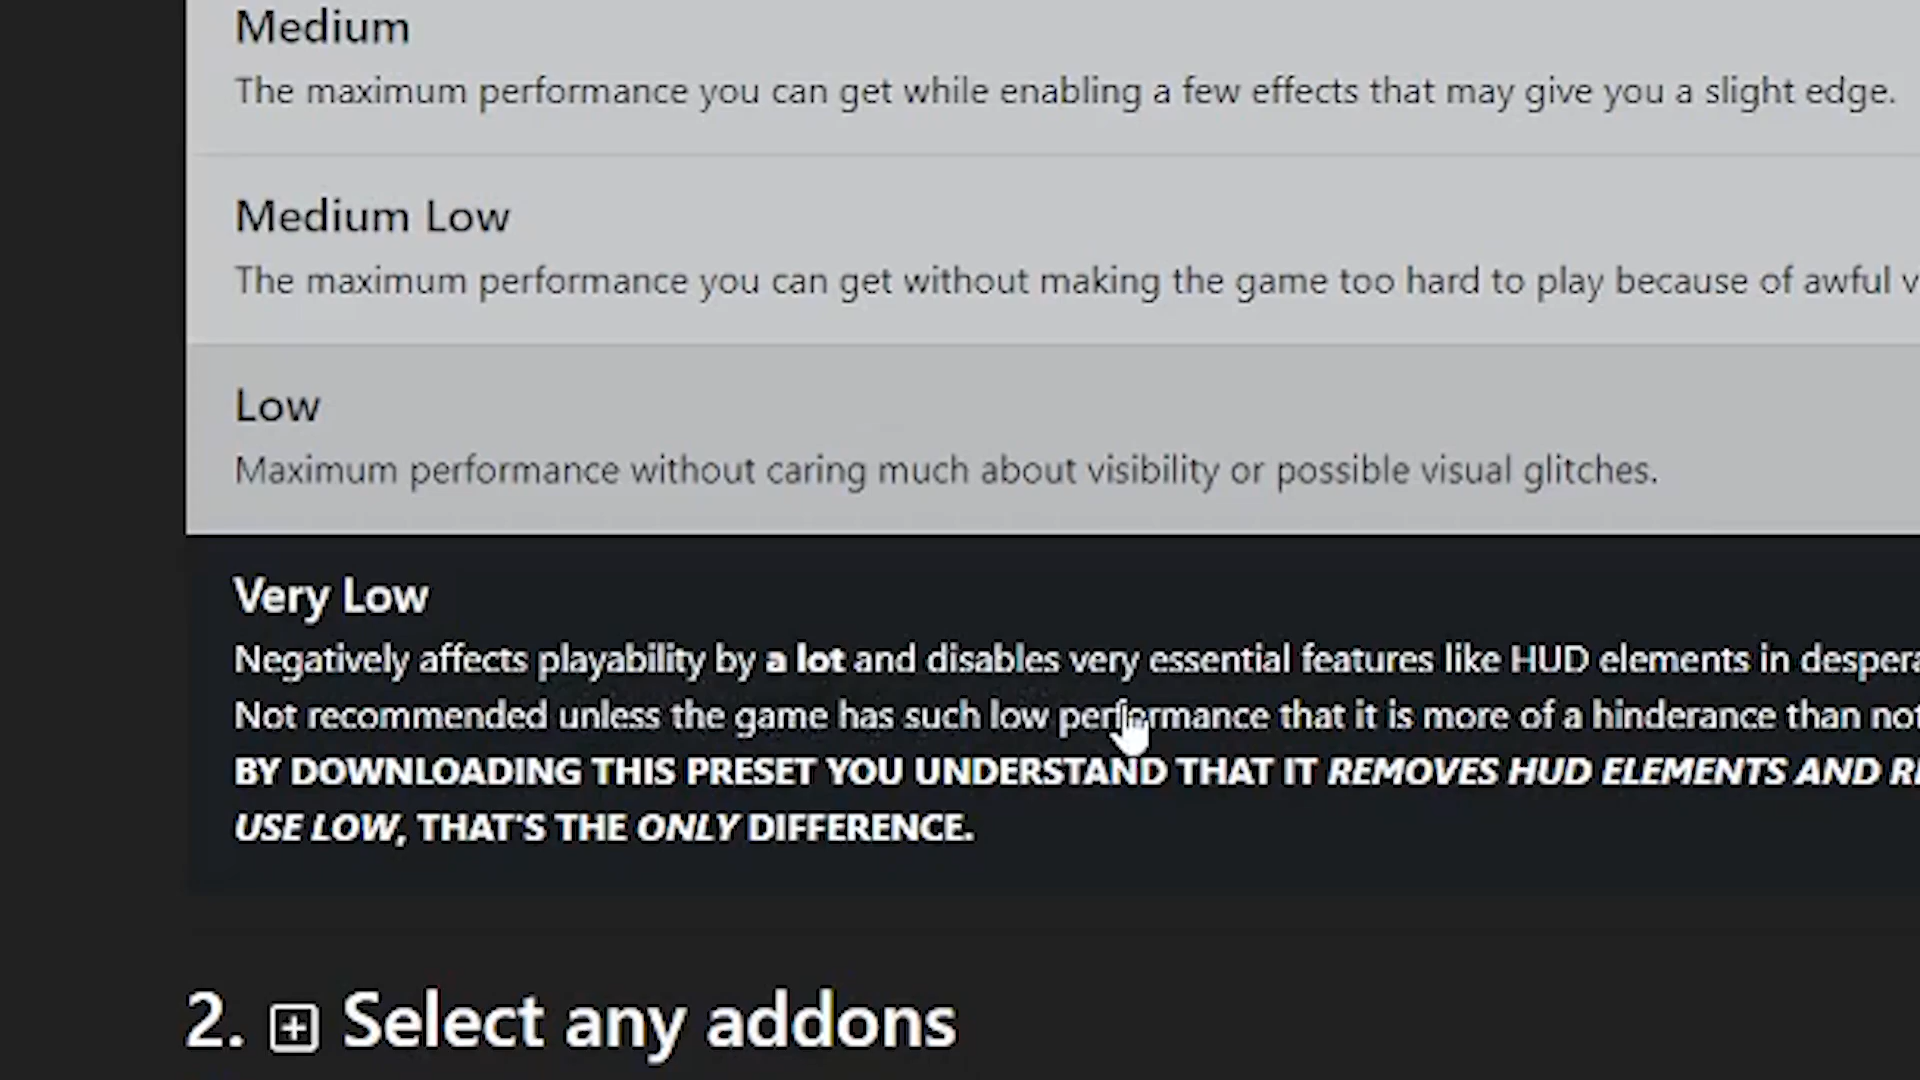 Medium
The maximum performance you can get while enabling a few effects that may give you a slight edge.
Medium Low
The maximum performance you can get without making the game too hard to play because of awful
Low
Maximum performance without caring much about visibility or possible visual glitches.
Very Low
Negatively affects playability by a lot and disables very essential features like HUD elements in
Not recommended unless the game has such low performance that it is more of a hinderance than
BY DOWNLOADING THIS PRESET YOU UNDERSTAND THAT IT REMOVES HUD ELEMENTS AND
USE LOW, THAT'S THE ONLY DIFFERENCE.
2. Select any addons